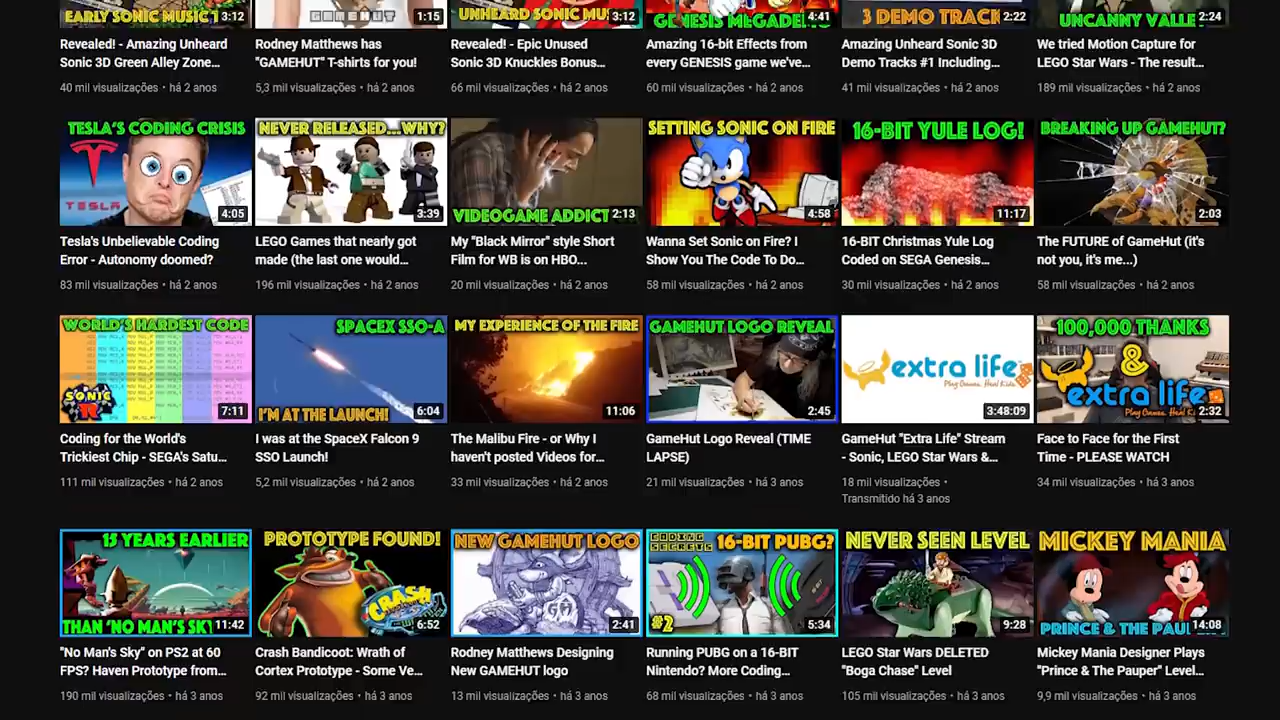 EARLY SONIC MUSIC 1 3:12
GAMEHUT 1:15
UNHEARD SONIC MU 3:12
GENESIS MEGADE 4:41
3 DEMO TRACK 2:22
UNCANNY VALLE 2:24
Revealed! - Amazing Unheard
Sonic 3D Green Alley Zone…
40 mil visualizações • há 2 anos
Rodney Matthews has
"GAMEHUT" T-shirts for you!
5,3 mil visualizações • há 2 anos
Revealed! - Epic Unused
Sonic 3D Knuckles Bonus…
66 mil visualizações • há 2 anos
Amazing 16-bit Effects from
every GENESIS game we've…
60 mil visualizações • há 2 anos
Amazing Unheard Sonic 3D
Demo Tracks #1 Including…
41 mil visualizações • há 2 anos
We tried Motion Capture for
LEGO Star Wars - The result…
189 mil visualizações • há 2 anos
TESLA'S CODING CRISIS
TESLA
4:05
NEVER RELEASED...WHY?
3:39
VIDEOGAME ADDICT 2:13
SETTING SONIC ON FIRE
4:58
16-BIT YULE LOG!
11:17
BREAKING UP GAMEHUT?
2:03
Tesla's Unbelievable Coding
Error - Autonomy doomed?
83 mil visualizações • há 2 anos
LEGO Games that nearly got
made (the last one would…
196 mil visualizações • há 2 anos
My "Black Mirror" style Short
Film for WB is on HBO…
20 mil visualizações • há 2 anos
Wanna Set Sonic on Fire? I
Show You The Code To Do…
58 mil visualizações • há 2 anos
16-BIT Christmas Yule Log
Coded on SEGA Genesis…
30 mil visualizações • há 2 anos
The FUTURE of GameHut (it's
not you, it's me...)
58 mil visualizações • há 2 anos
WORLD'S HARDEST CODE
SONIC
R
7:11
SPACEX SSO-A
I'M AT THE LAUNCH! 6:04
MY EXPERIENCE OF THE FIRE
11:06
GAMEHUT LOGO REVEAL
2:45
extra life
Play Games. Heal Kids.
3:48:09
100,000 THANKS
&
extra life
Play Games. Heal Ki
2:32
Coding for the World's
Trickiest Chip - SEGA's Satu…
111 mil visualizações • há 2 anos
I was at the SpaceX Falcon 9
SSO Launch!
5,2 mil visualizações • há 2 anos
The Malibu Fire - or Why I
haven't posted Videos for…
33 mil visualizações • há 2 anos
GameHut Logo Reveal (TIME
LAPSE)
21 mil visualizações • há 3 anos
GameHut "Extra Life" Stream
- Sonic, LEGO Star Wars &…
18 mil visualizações •
Transmitido há 3 anos
Face to Face for the First
Time - PLEASE WATCH
34 mil visualizações • há 3 anos
15 YEARS EARLIER
THAN 'NO MAN'S SKY 11:42
PROTOTYPE FOUND!
CRASH
6:52
NEW GAMEHUT LOGO
2:41
CODING
SECRETS
16-BIT PUBG?
#2
5:34
NEVER SEEN LEVEL
9:28
MICKEY MANIA
PRINCE & THE PAU 14:08
"No Man's Sky" on PS2 at 60
FPS? Haven Prototype from…
190 mil visualizações • há 3 anos
Crash Bandicoot: Wrath of
Cortex Prototype - Some Ve…
92 mil visualizações • há 3 anos
Rodney Matthews Designing
New GAMEHUT logo
13 mil visualizações • há 3 anos
Running PUBG on a 16-BIT
Nintendo? More Coding…
68 mil visualizações • há 3 anos
LEGO Star Wars DELETED
"Boga Chase" Level
105 mil visualizações • há 3 anos
Mickey Mania Designer Plays
"Prince & The Pauper" Level…
9,9 mil visualizações • há 3 anos